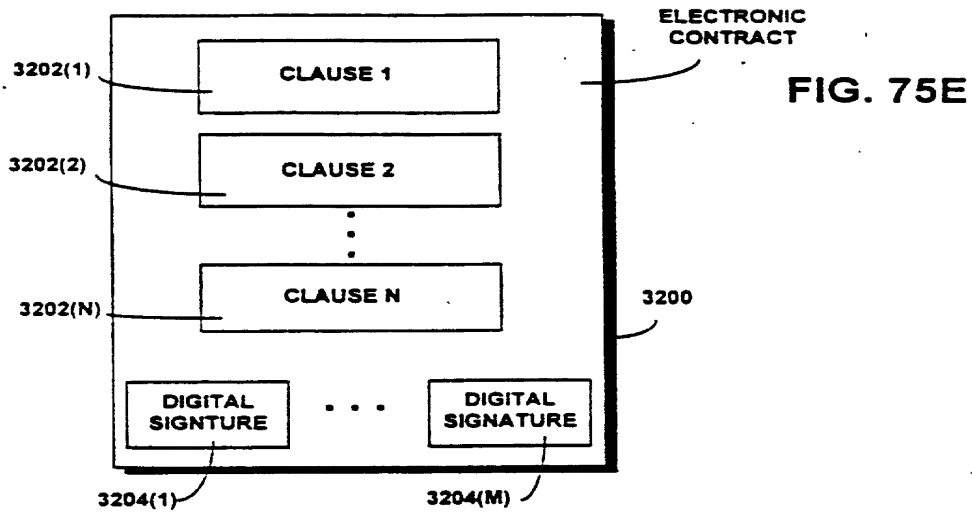 ELECTRONIC
CONTRACT
3202(1)
CLAUSE 1
FIG. 75E
3202(2)
CLAUSE 2
3202(N)
CLAUSE N
3200
DIGITAL
SIGNTURE
DIGITAL
SIGNATURE
3204(1)
3204(M)